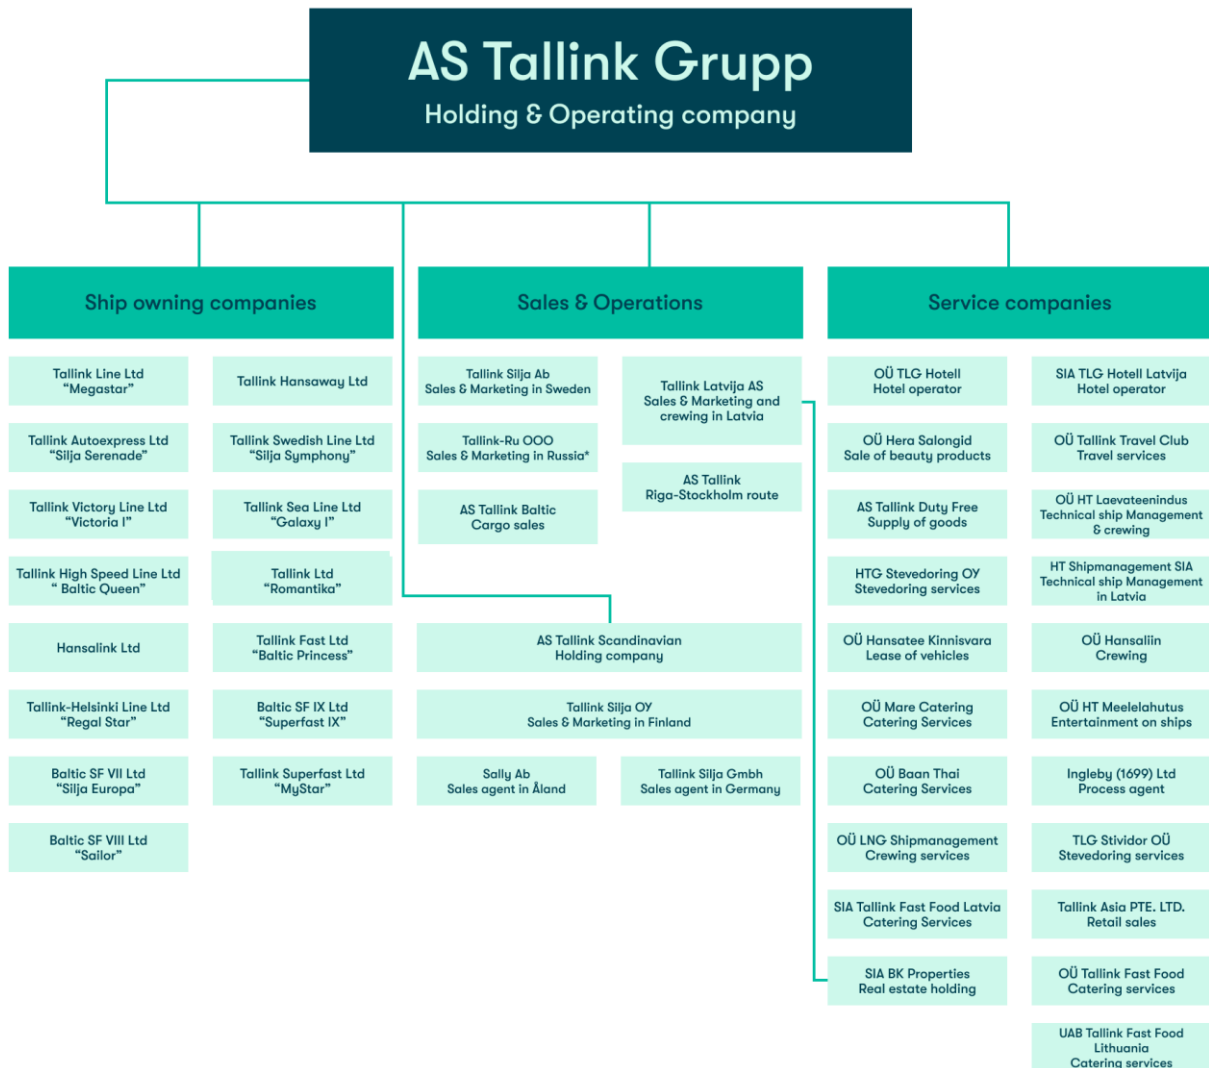 AS Tallink Grupp
Holding & Operating company
Ship owning companies
Tallink Line Ltd
“Megastar”
Tallink Hansaway Ltd
Tallink Autoexpress Ltd
“Silja Serenade”
Tallink Swedish Line Ltd
“Silja Symphony”
Tallink Victory Line Ltd
“Victoria I”
Tallink Sea Line Ltd
“Galaxy I”
Tallink High Speed Line Ltd
“ Baltic Queen”
Tallink Ltd
“Romantika”
Hansalink Ltd
Tallink Fast Ltd
“Baltic Princess”
Tallink-Helsinki Line Ltd
“Regal Star”
Baltic SF IX Ltd
“Superfast IX”
Baltic SF VII Ltd
“Silja Europa”
Tallink Superfast Ltd
“MyStar”
Baltic SF VIII Ltd
“Sailor”
Sales & Operations
Tallink Silja Ab
Sales & Marketing in Sweden
Tallink Latvija AS
Sales & Marketing and
crewing in Latvia
Tallink-Ru OOO
Sales & Marketing in Russia*
AS Tallink
Riga-Stockholm route
AS Tallink Baltic
Cargo sales
AS Tallink Scandinavian
Holding company
Tallink Silja OY
Sales & Marketing in Finland
Sally Ab
Sales agent in Åland
Tallink Silja Gmbh
Sales agent in Germany
Service companies
OÜ TLG Hotell
Hotel operator
SIA TLG Hotell Latvija
Hotel operator
OÜ Hera Salongid
Sale of beauty products
OÜ Tallink Travel Club
Travel services
AS Tallink Duty Free
Supply of goods
OÜ HT Laevateenindus
Technical ship Management
& crewing
HTG Stevedoring OY
Stevedoring services
HT Shipmanagement SIA
Technical ship Management
in Latvia
OÜ Hansatee Kinnisvara
Lease of vehicles
OÜ Hansaliin
Crewing
OÜ Mare Catering
Catering Services
OÜ HT Meelelahutus
Entertainment on ships
OÜ Baan Thai
Catering Services
Ingleby (1699) Ltd
Process agent
OÜ LNG Shipmanagement
Crewing services
TLG Stividor OÜ
Stevedoring services
SIA Tallink Fast Food Latvia
Catering Services
Tallink Asia PTE. LTD.
Retail sales
SIA BK Properties
Real estate holding
OÜ Tallink Fast Food
Catering services
UAB Tallink Fast Food
Lithuania
Catering services